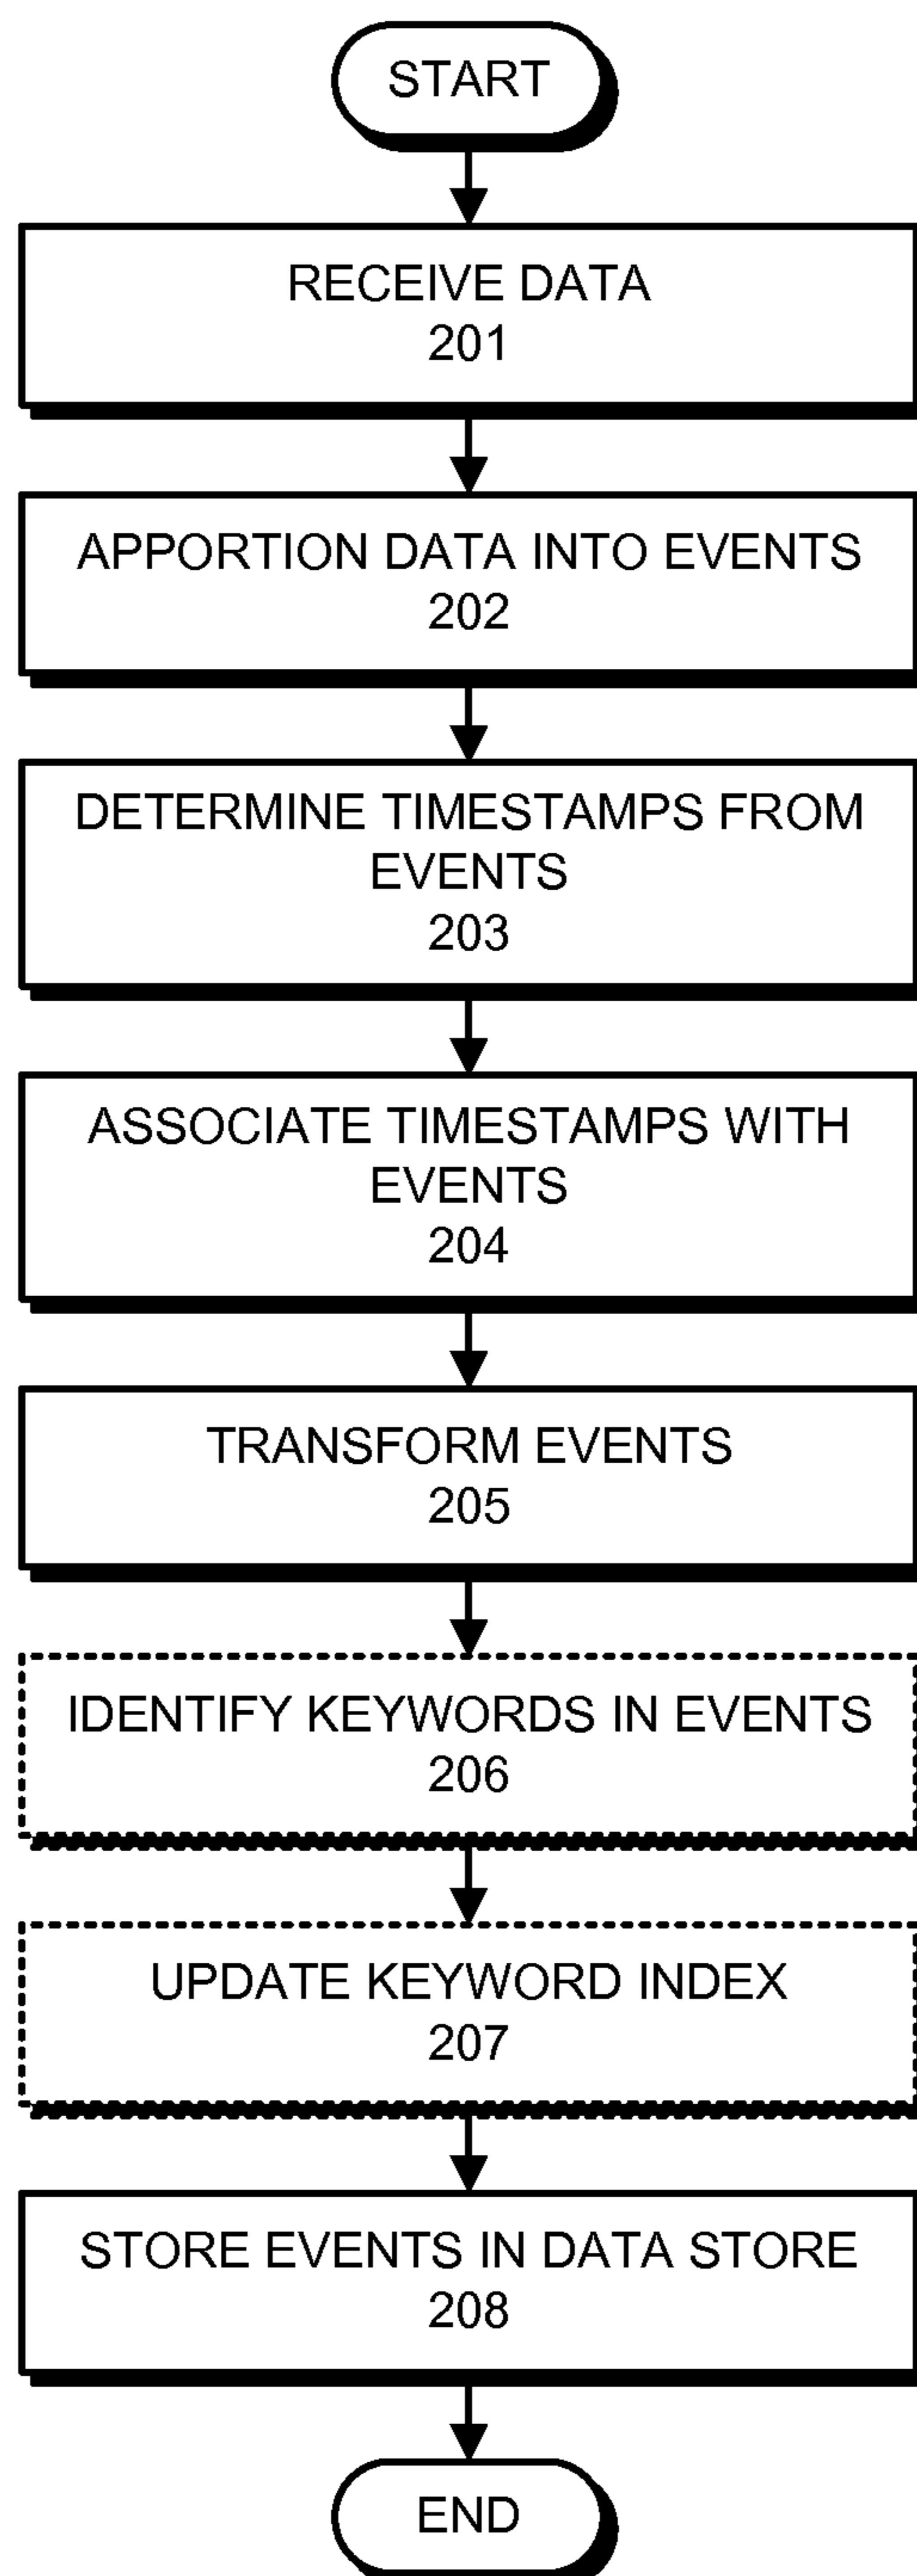 START
RECEIVE DATA
201
APPORTION DATA INTO EVENTS
202
DETERMINE TIMESTAMPS FROM
EVENTS
203
ASSOCIATE TIMESTAMPS WITH
EVENTS
204
TRANSFORM EVENTS
205
IDENTIFY KEYWORDS IN EVENTS
206
UPDATE KEYWORD INDEX
207
STORE EVENTS IN DATA STORE
208
END